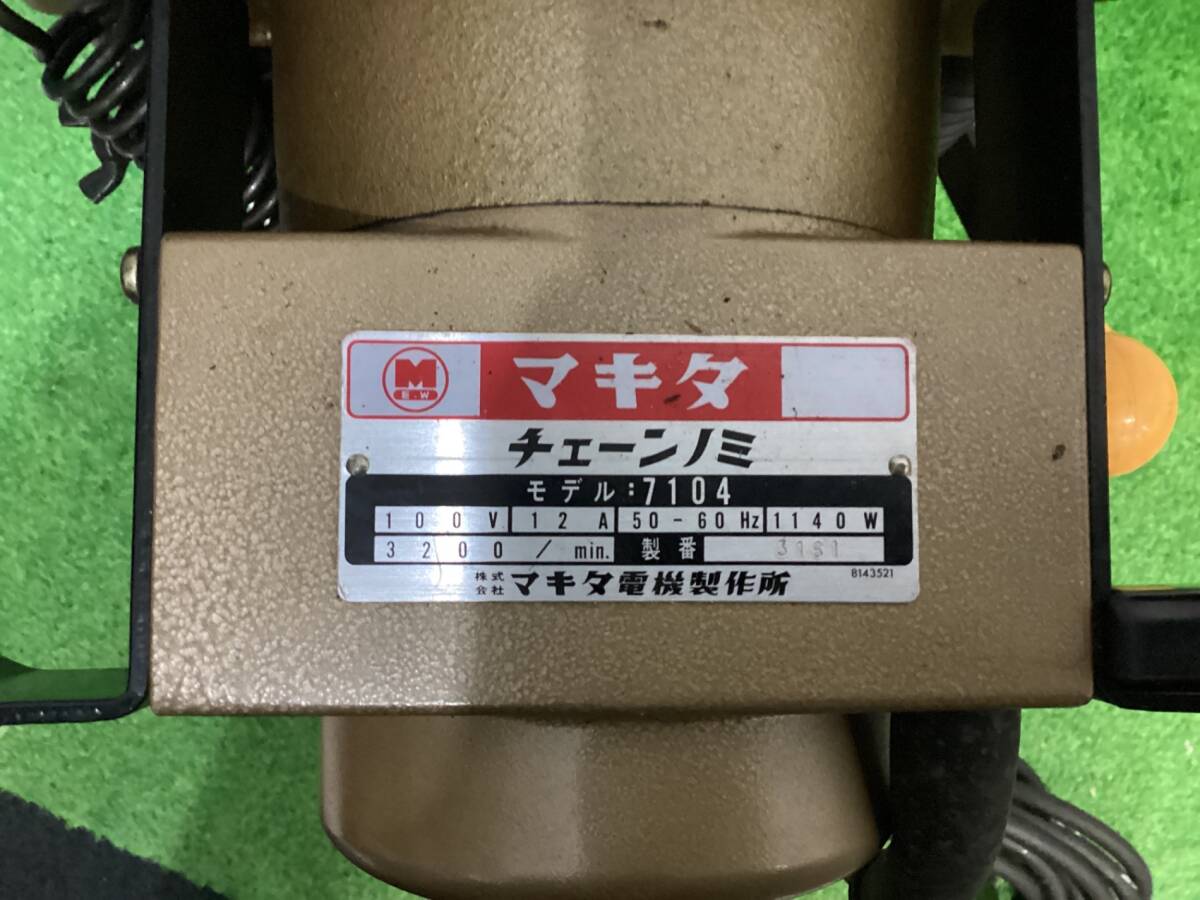 M E.W マキタ
チェーンノミ
モデル:7104
100V 12A 50-60Hz 1140W
3200/min. 製番
株式会社 マキタ電機製作所 8143521